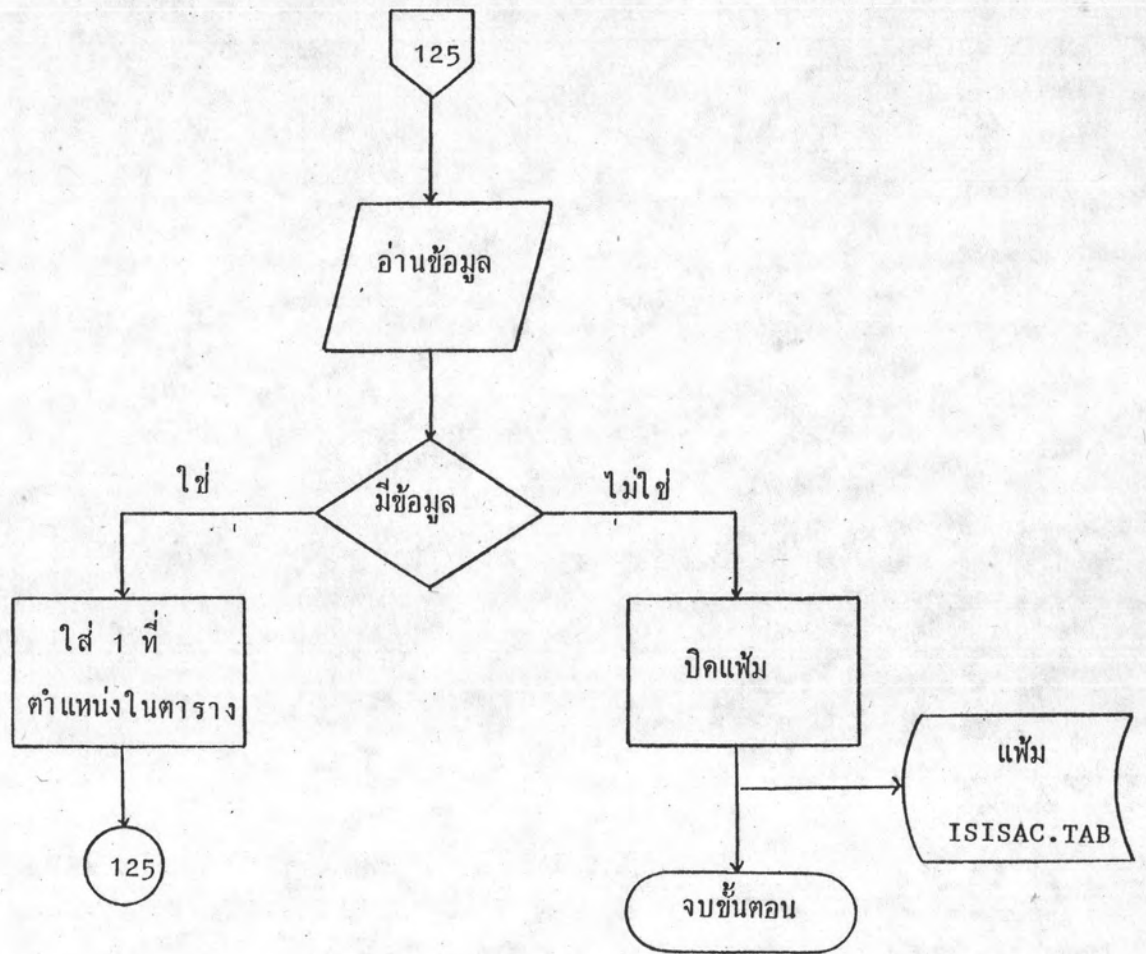 125
อ่านข้อมูล
มีข้อมูล
ใช่
ไม่ใช่
ใส่ 1 ที่
ตำแหน่งในตาราง
ปิดแฟ้ม
แฟ้ม
ISISAC.TAB
125
จบขั้นตอน